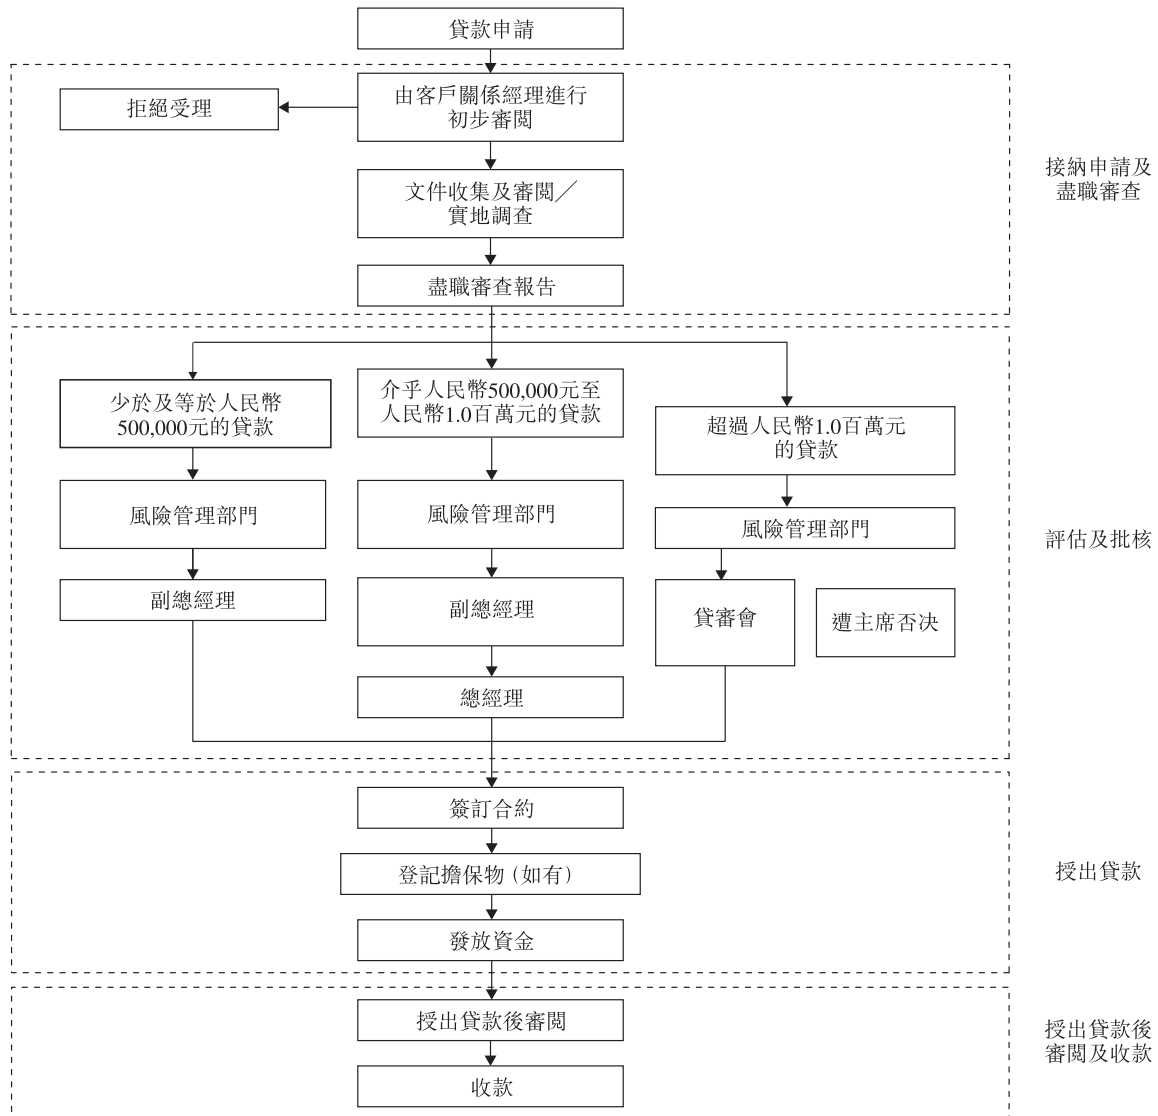 貸款申請
由客戶關係經理進行
初步審閱
拒絕受理
文件收集及審閱／
實地調查
盡職審查報告
接納申請及
盡職審查
少於及等於人民幣
500,000元的貸款
介乎人民幣500,000元至
人民幣1.0百萬元的貸款
超過人民幣1.0百萬元
的貸款
風險管理部門
風險管理部門
風險管理部門
副總經理
副總經理
貸審會
遭主席否決
總經理
評估及批核
簽訂合約
登記擔保物（如有）
發放資金
授出貸款
授出貸款後審閱
收款
授出貸款後
審閱及收款